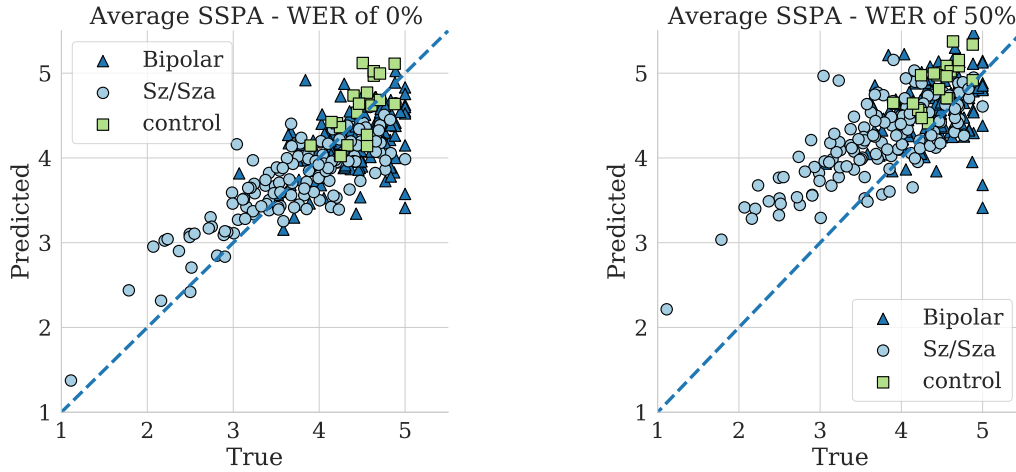 Average SSPA - WER of 0%
Bipolar
Sz/Sza
control
Predicted
5
4
3
2
1
1 2 3 4 5
True
Average SSPA - WER of 50%
Predicted
5
4
3
2
1
Bipolar
Sz/Sza
control
1 2 3 4 5
True